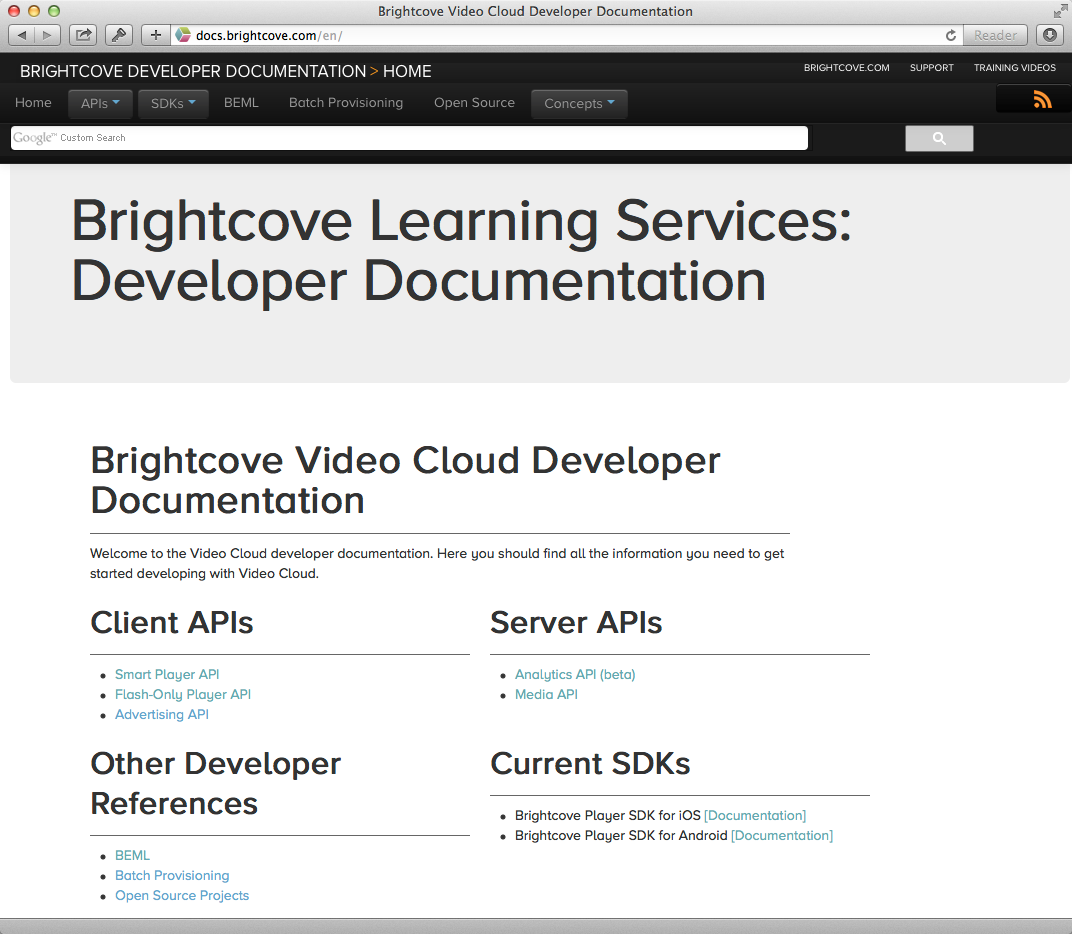 Brightcove Video Cloud Developer Documentation
docs.brightcove.com/en/
Reader
BRIGHTCOVE DEVELOPER DOCUMENTATION > HOME
BRIGHTCOVE.COM SUPPORT TRAINING VIDEOS
Home APIs SDKs BEML Batch Provisioning Open Source Concepts
Google™ Custom Search
Brightcove Learning Services:
Developer Documentation
Brightcove Video Cloud Developer
Documentation
Welcome to the Video Cloud developer documentation. Here you should find all the information you need to get
started developing with Video Cloud.
Client APIs
Smart Player API
Flash-Only Player API
Advertising API
Server APIs
Analytics API (beta)
Media API
Other Developer
References
BEML
Batch Provisioning
Open Source Projects
Current SDKs
Brightcove Player SDK for iOS [Documentation]
Brightcove Player SDK for Android [Documentation]